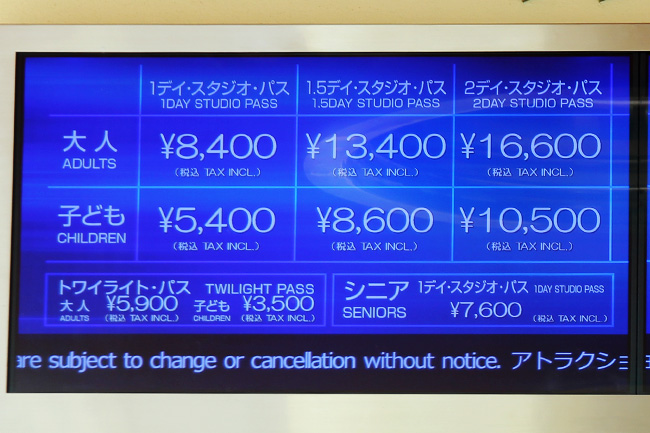 1デイ・スタジオ・パス 1.5デイ・スタジオ・パス 2デイ・スタジオ・パス
1DAY STUDIO PASS 1.5DAY STUDIO PASS 2DAY STUDIO PASS
大人 ¥8,400 ¥13,400 ¥16,600
ADULTS (税込 TAX INCL.) (税込 TAX INCL.) (税込 TAX INCL.)
子ども ¥5,400 ¥8,600 ¥10,500
CHILDREN (税込 TAX INCL.) (税込 TAX INCL.) (税込 TAX INCL.)
トワイライト・パス TWILIGHT PASS
大人 ¥5,900 子ども ¥3,500
ADULTS (税込 TAX INCL.) CHILDREN (税込 TAX INCL.)
シニア 1デイ・スタジオ・パス 1DAY STUDIO PASS
SENIORS ¥7,600 (税込 TAX INCL.)
are subject to change or cancellation without notice. アトラクショ